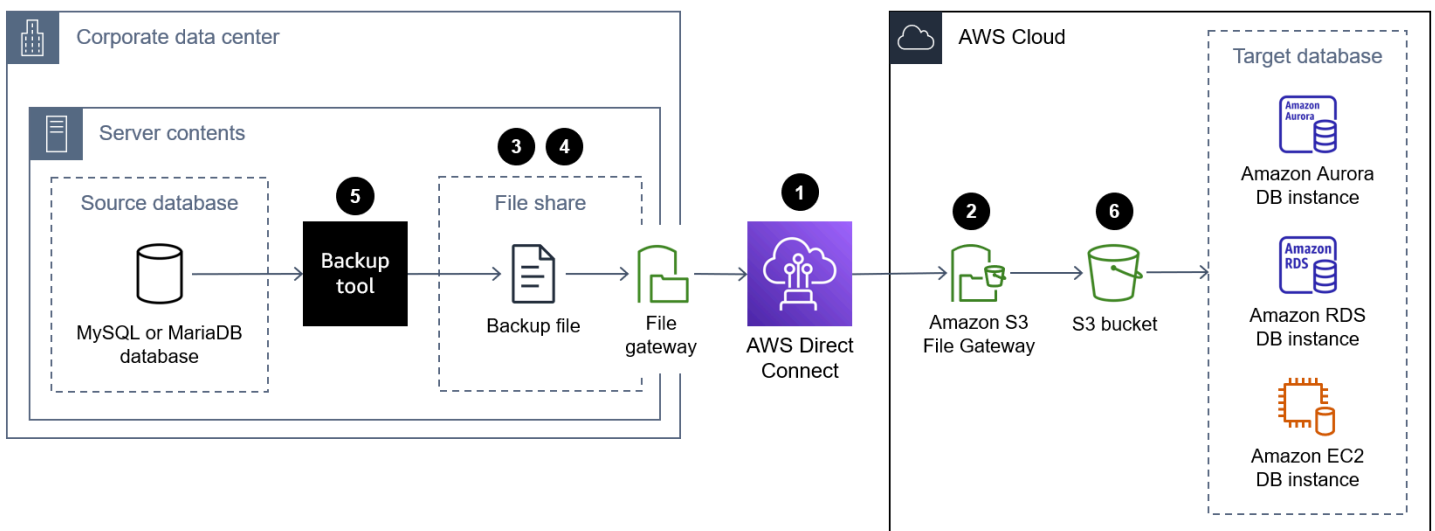 Corporate data center
Server contents
Source database
MySQL or MariaDB
database
5
Backup
tool
3
4
File share
Backup file
File
gateway
1
AWS Direct
Connect
AWS Cloud
2
Amazon S3
File Gateway
6
S3 bucket
Target database
Amazon
Aurora
Amazon Aurora
DB instance
Amazon
RDS
Amazon RDS
DB instance
Amazon EC2
DB instance